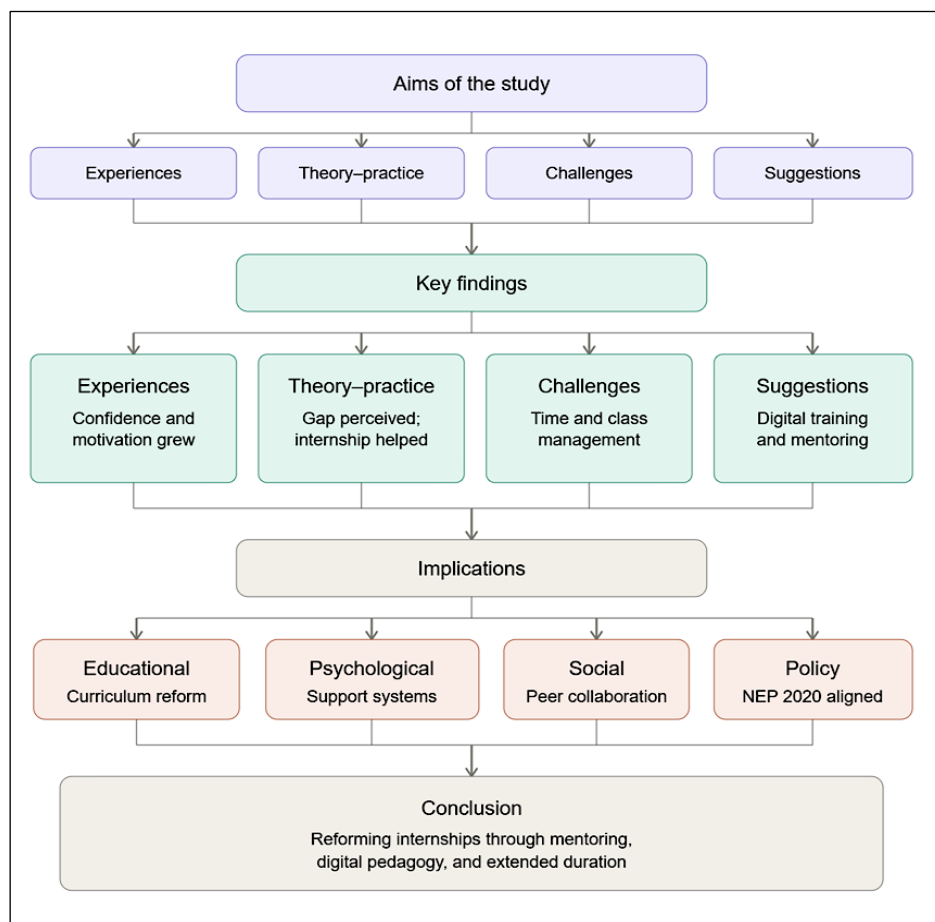 Aims of the study
Experiences
Theory–practice
Challenges
Suggestions
Key findings
Experiences
Confidence and
motivation grew
Theory–practice
Gap perceived;
internship helped
Challenges
Time and class
management
Suggestions
Digital training
and mentoring
Implications
Educational
Curriculum reform
Psychological
Support systems
Social
Peer collaboration
Policy
NEP 2020 aligned
Conclusion
Reforming internships through mentoring,
digital pedagogy, and extended duration